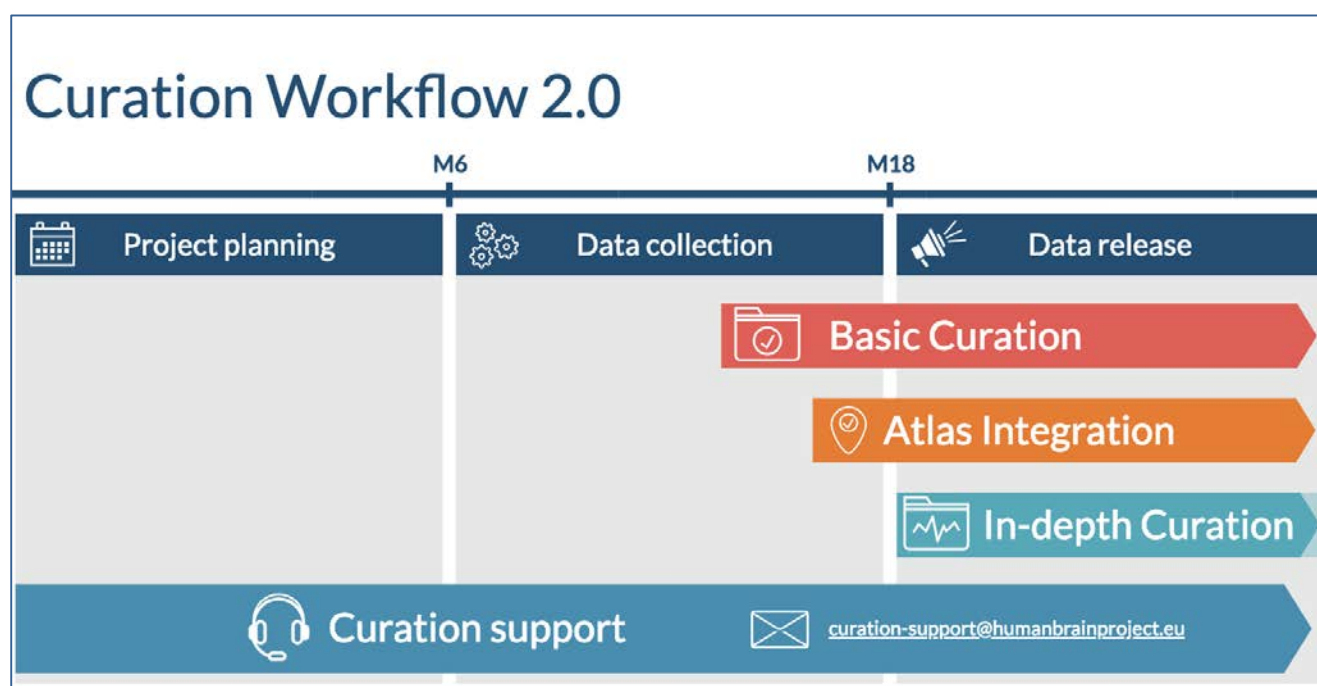 Curation Workflow 2.0
M6 M18
Project planning Data collection Data release
Basic Curation
Atlas Integration
In-depth Curation
Curation support curation-support@humanbrainproject.eu